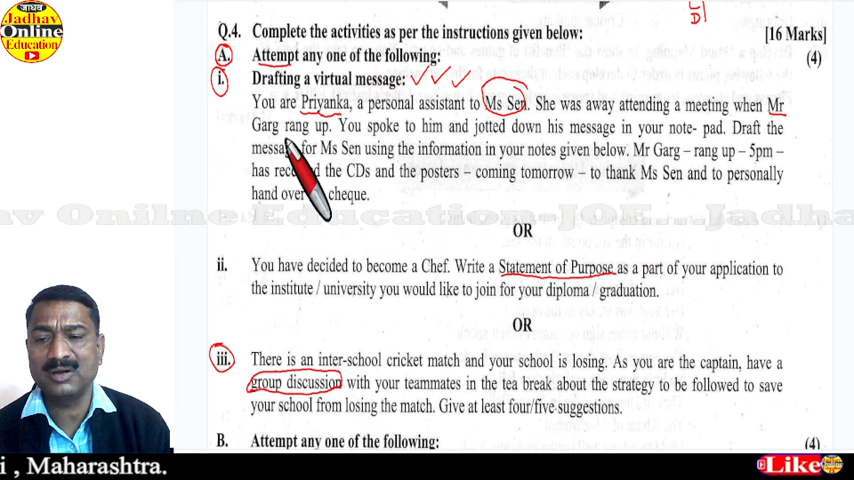 जाधव
Jadhav
Online
Education
Q.4. Complete the activities as per the instructions given below: [16 Marks]
A. Attempt any one of the following: (4)
i. Drafting a virtual message:
You are Priyanka, a personal assistant to Ms Sen. She was away attending a meeting when Mr
Garg rang up. You spoke to him and jotted down his message in your note- pad. Draft the
for Ms Sen using the information in your notes given below. Mr Garg – rang up – 5pm –
has the CDs and the posters – coming tomorrow – to thank Ms Sen and to personally
hand over cheque.
av Onilne Education JOE - Jadha
OR
ii. You have decided to become a Chef. Write a Statement of Purpose as a part of your application to
the institute / university you would like to join for your diploma / graduation.
OR
iii. There is an inter-school cricket match and your school is losing. As you are the captain, have a
group discussion with your teammates in the tea break about the strategy to be followed to save
your school from losing the match. Give at least four/five suggestions.
B. Attempt any one of the following: (4)
i , Maharashtra.
Like